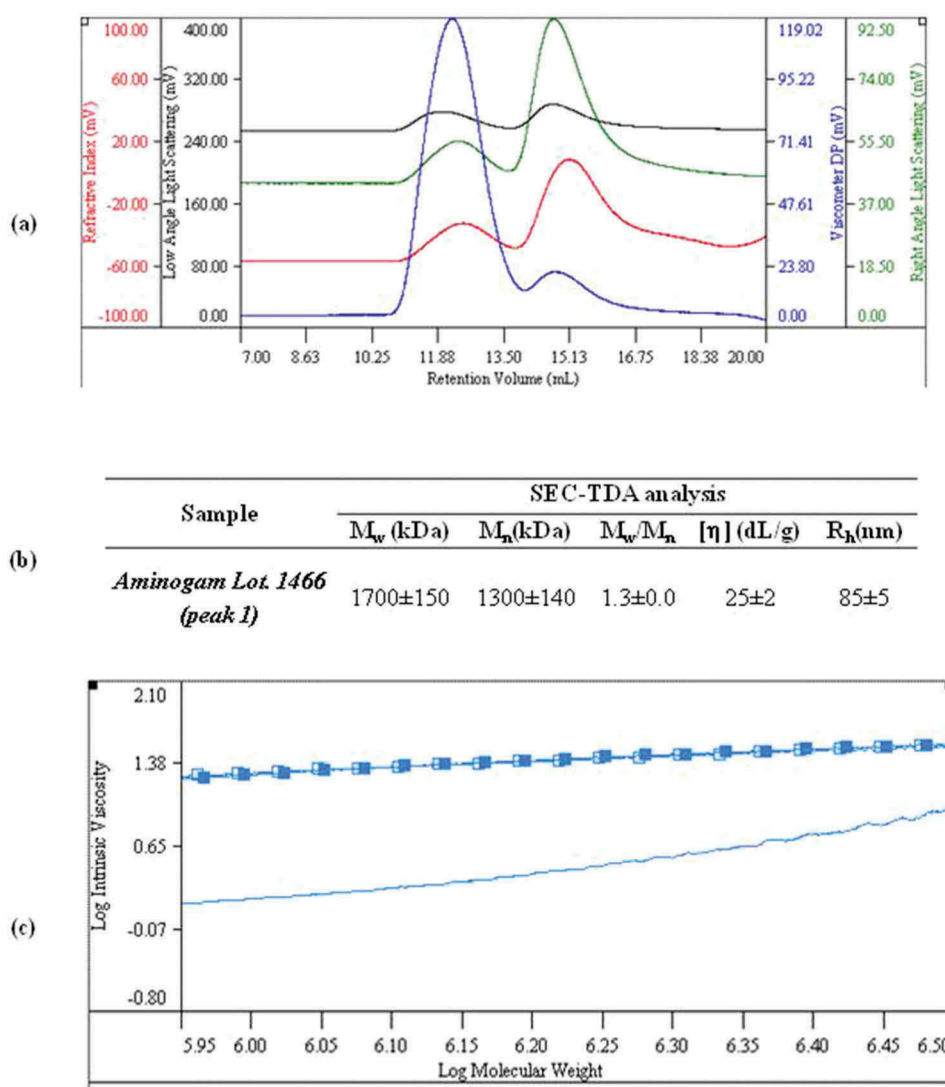 (a)
Refractive Index (mV)
100.00
60.00
20.00
-20.00
-60.00
-100.00
Low Angle Light Scattering (mV)
400.00
320.00
240.00
160.00
80.00
0.00
119.02
95.22
71.41
47.61
23.80
0.00
Viscometer DP (mV)
92.50
74.00
55.50
37.00
18.50
0.00
Right Angle Light Scattering (mV)
7.00 8.63 10.25 11.88 13.50 15.13 16.75 18.38 20.00
Retention Volume (mL)
(b)
Sample SEC-TDA analysis
Mw (kDa) Mn(kDa) Mw/Mn [η] (dL/g) Rh(nm)
Aminogam Lot. 1466
(peak 1) 1700±150 1300±140 1.3±0.0 25±2 85±5
(c)
Log Intrinsic Viscosity
2.10
1.38
0.65
-0.07
-0.80
5.95 6.00 6.05 6.10 6.15 6.20 6.25 6.30 6.35 6.40 6.45 6.50
Log Molecular Weight